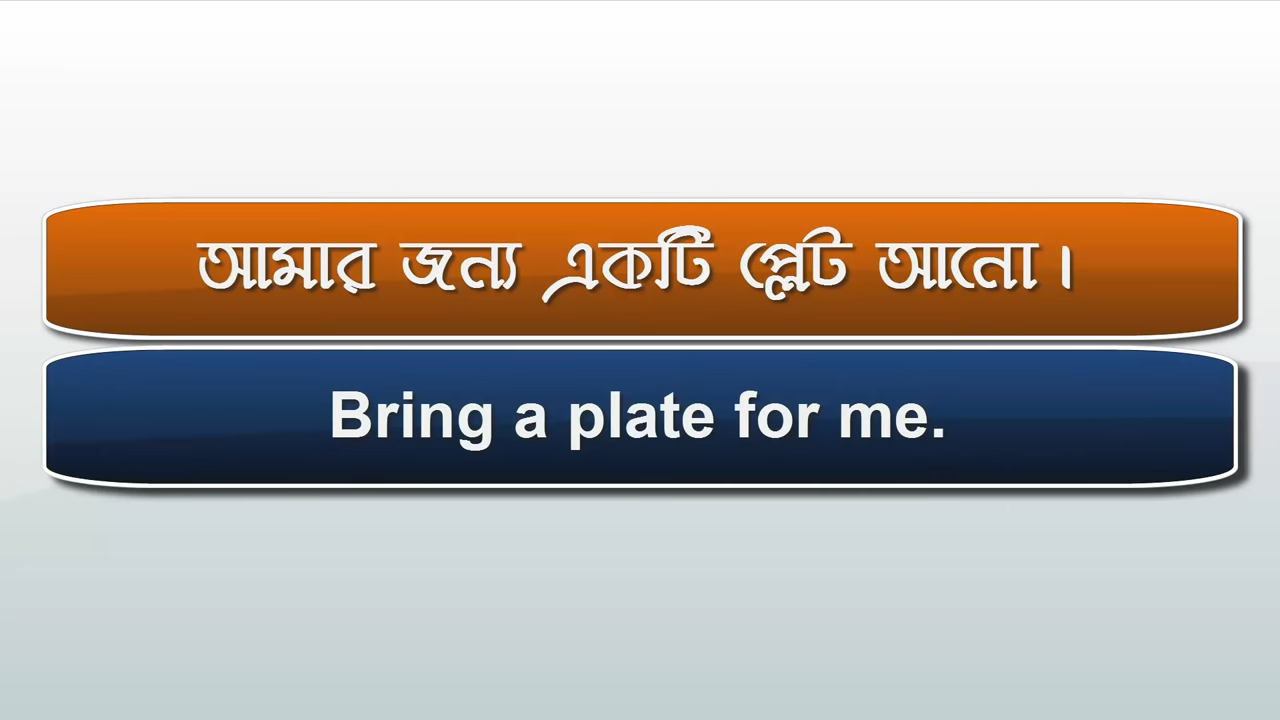 আমার জন্য একটি প্লেট আনো।
Bring a plate for me.